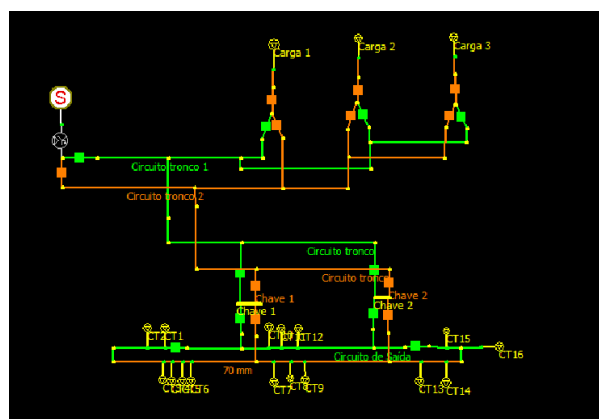 Carga 1
Carga 2
Carga 3
S
Circuito tronco 1
Circuito tronco 2
Circuito tronco
Circuito tronco
Chave 1
Chave 2
Chave 1
Chave 2
CT1
CT12
CT15
CT16
Circuito de Saída
70 mm
CT6
CT7
CT9
CT13
CT14